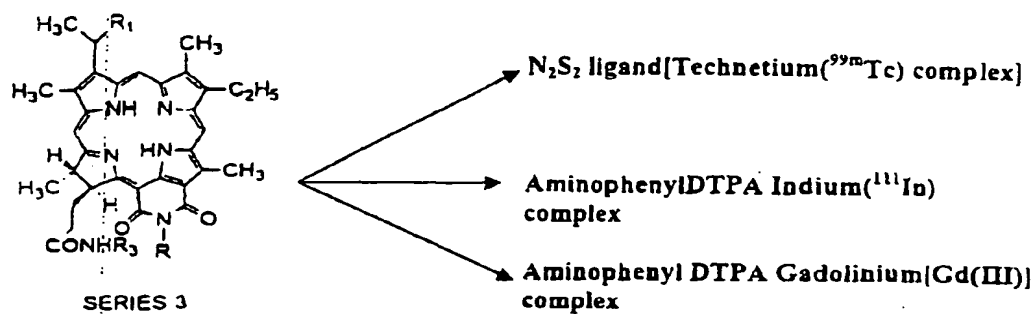 H₃C R₁
CH₃
H₃C
C₂H₅
NH N
N HN
H
H₃C
CH₃
H
O N O
CONHR₃ R
SERIES 3
N₂S₂ ligand[Technetium(⁹⁹ᵐTc) complex]
AminophenylDTPA Indium(¹¹¹In)
complex
Aminophenyl DTPA Gadolinium[Gd(III)]
complex